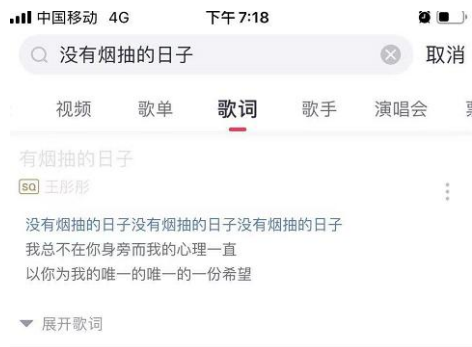 中国移动 4G 下午7:18
没有烟抽的日子 取消
视频 歌单 歌词 歌手 演唱会
有烟抽的日子
SQ 王彤彤
没有烟抽的日子没有烟抽的日子没有烟抽的日子
我总不在你身旁而我的心理一直
以你为我的唯一的唯一的一份希望
展开歌词